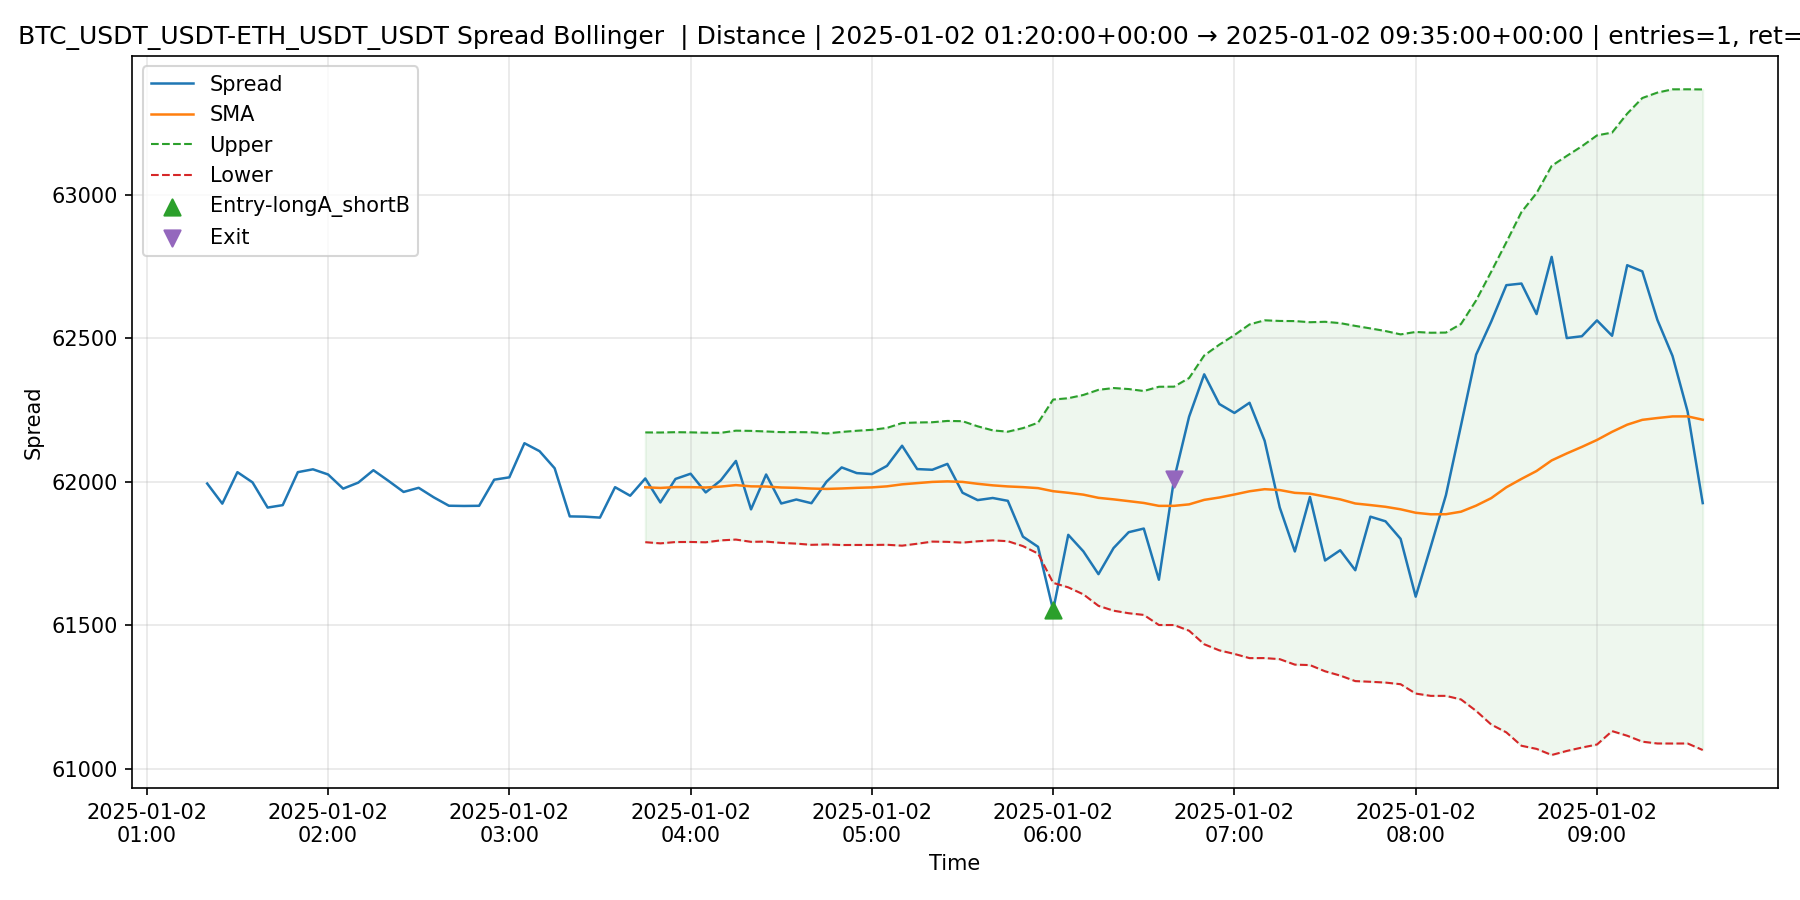 BTC_USDT_USDT-ETH_USDT_USDT Spread Bollinger | Distance | 2025-01-02 01:20:00+00:00 → 2025-01-02 09:35:00+00:00 | entries=1, ret=
Spread
SMA
Upper
Lower
Entry-longA_shortB
Exit
63000
62500
62000
61500
61000
Spread
2025-01-02
01:00
2025-01-02
02:00
2025-01-02
03:00
2025-01-02
04:00
2025-01-02
05:00
2025-01-02
06:00
2025-01-02
07:00
2025-01-02
08:00
2025-01-02
09:00
Time